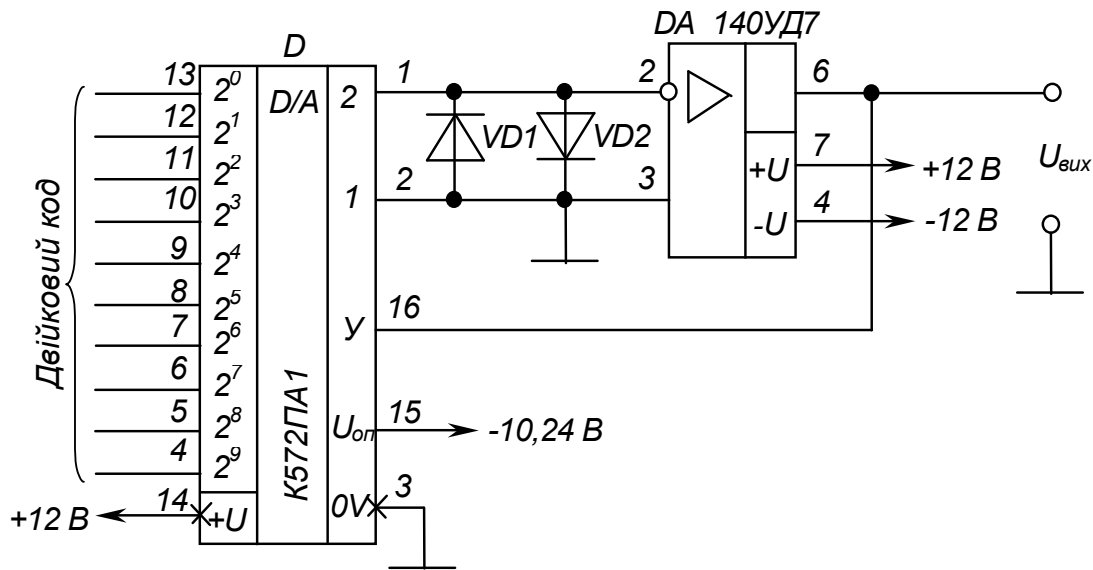 DA 140УД7
D
13 2⁰ D/A 2 1 2 6
12 2¹
VD1 VD2
11 2² 7
+U +12 В
Uвих
2 3
10 2³ 1 4
-U -12 В
9 2⁴
8 2⁵ 16
7 2⁶ У
6 2⁷
5 2⁸ Uоп 15 -10,24 В
4 2⁹
14 +U 0V 3
+12 В
Двійковий код
К572ПА1